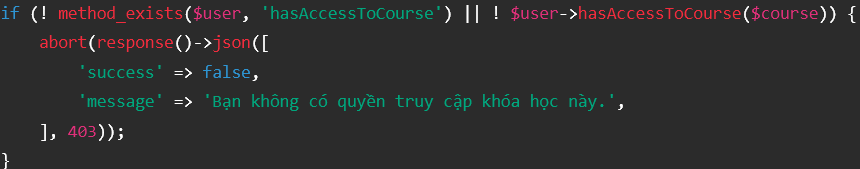 if (! method_exists($user, 'hasAccessToCourse') || ! $user->hasAccessToCourse($course)) {
    abort(response()->json([
        'success' => false,
        'message' => 'Bạn không có quyền truy cập khóa học này.',
    ], 403));
}